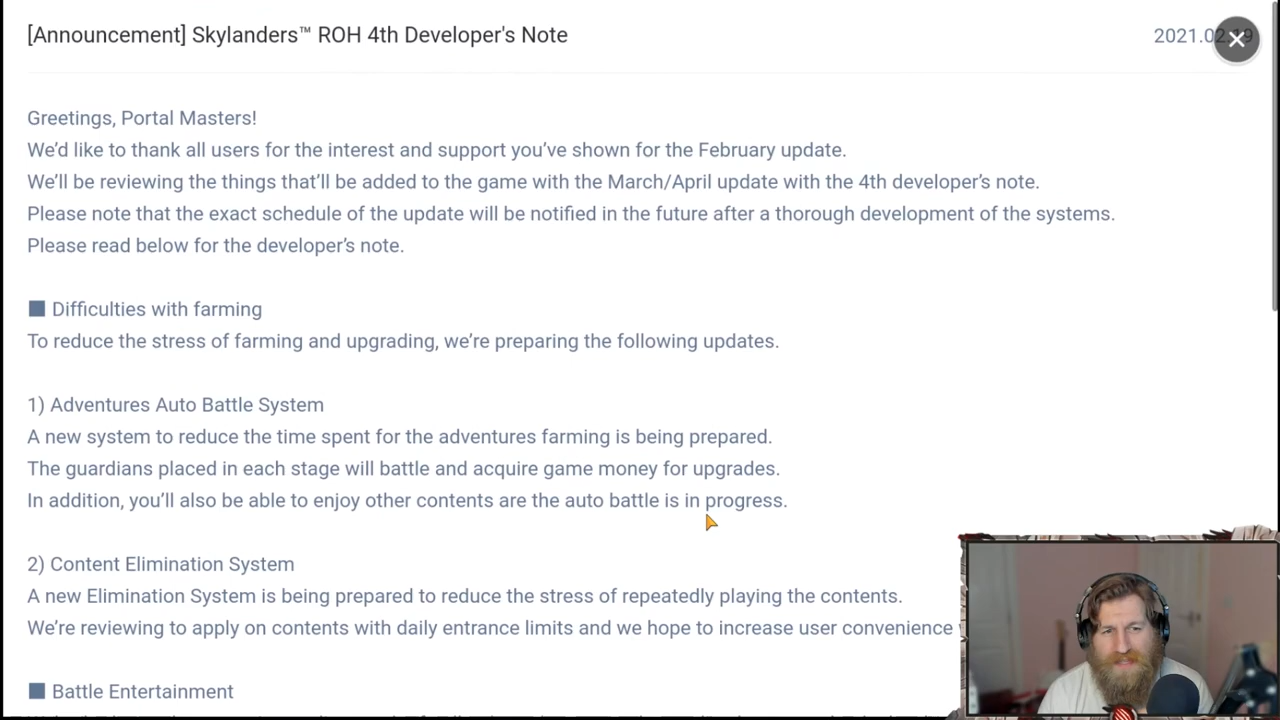 [Announcement] Skylanders™ ROH 4th Developer's Note
2021.02.19
Greetings, Portal Masters!
We'd like to thank all users for the interest and support you've shown for the February update.
We'll be reviewing the things that'll be added to the game with the March/April update with the 4th developer's note.
Please note that the exact schedule of the update will be notified in the future after a thorough development of the systems.
Please read below for the developer's note.
■ Difficulties with farming
To reduce the stress of farming and upgrading, we're preparing the following updates.
1) Adventures Auto Battle System
A new system to reduce the time spent for the adventures farming is being prepared.
The guardians placed in each stage will battle and acquire game money for upgrades.
In addition, you'll also be able to enjoy other contents are the auto battle is in progress.
2) Content Elimination System
A new Elimination System is being prepared to reduce the stress of repeatedly playing the contents.
We're reviewing to apply on contents with daily entrance limits and we hope to increase user convenience
■ Battle Entertainment